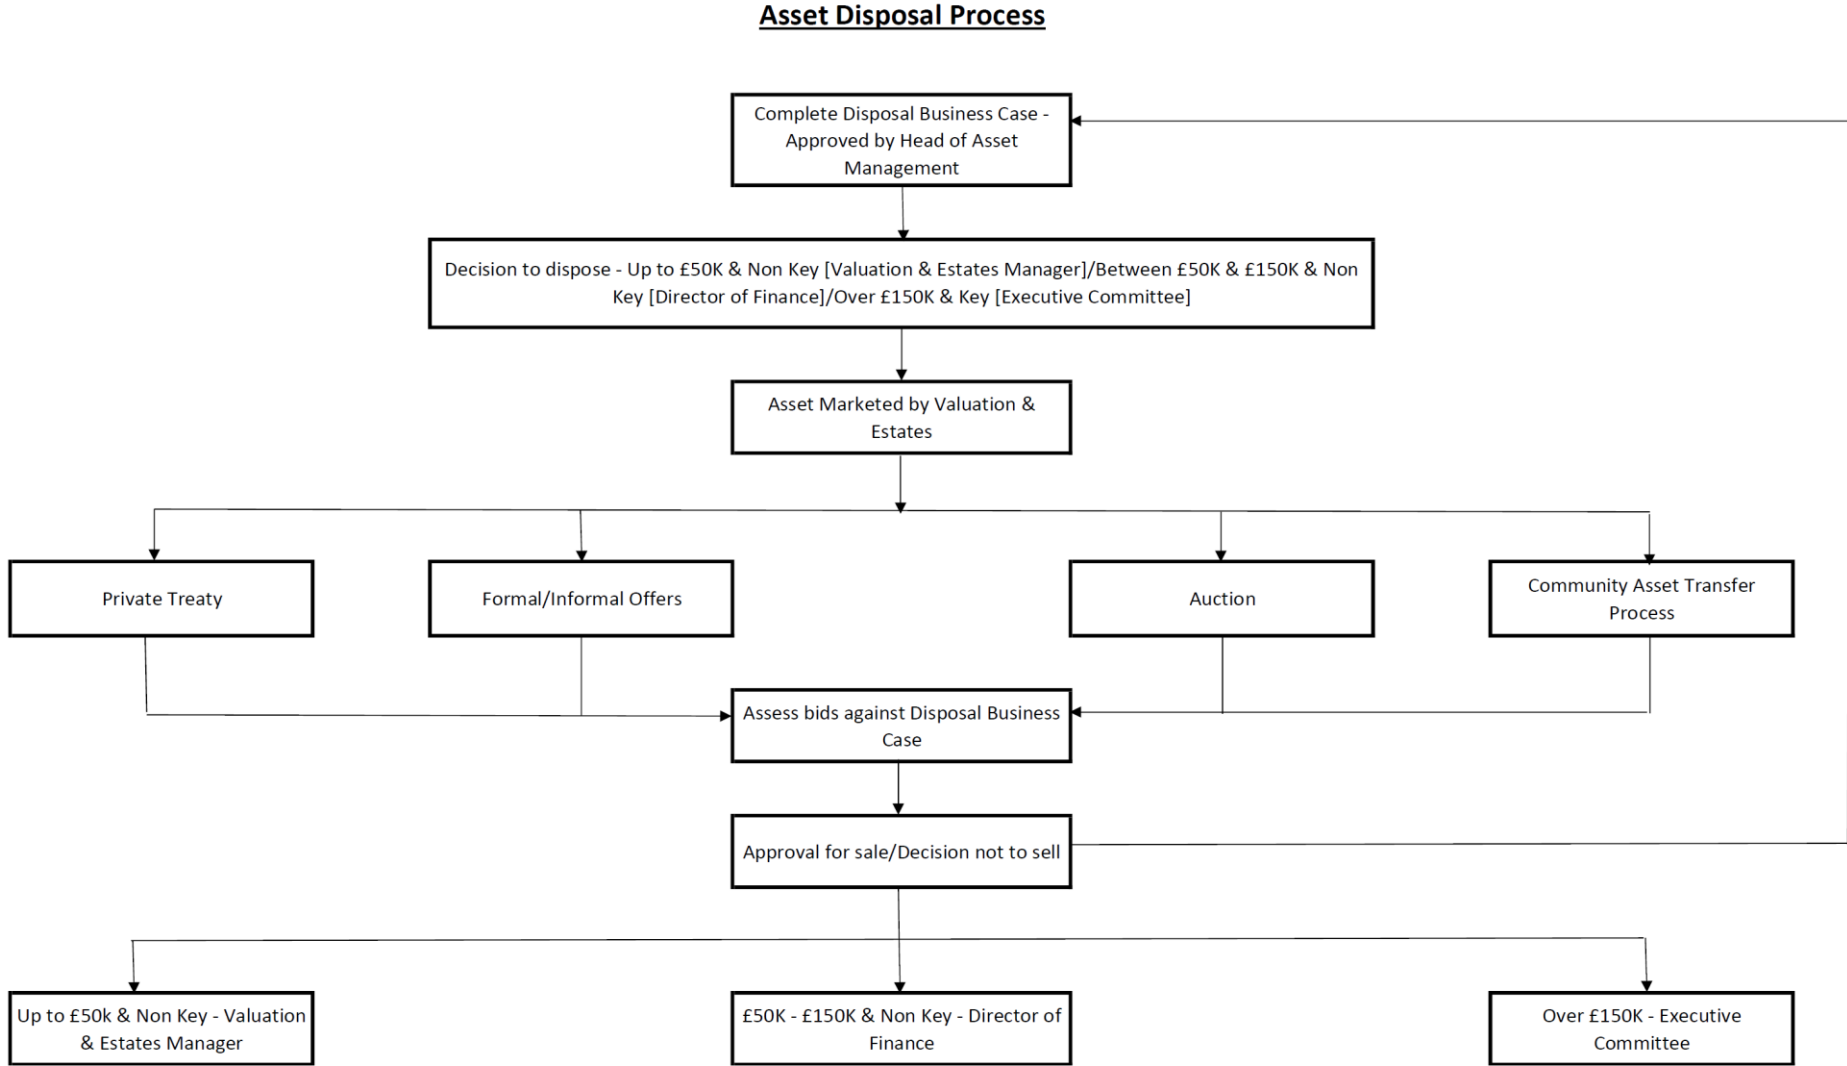 Asset Disposal Process
Complete Disposal Business Case -
Approved by Head of Asset
Management
Decision to dispose - Up to £50K & Non Key [Valuation & Estates Manager]/Between £50K & £150K & Non
Key [Director of Finance]/Over £150K & Key [Executive Committee]
Asset Marketed by Valuation &
Estates
Private Treaty
Formal/Informal Offers
Auction
Community Asset Transfer
Process
Assess bids against Disposal Business
Case
Approval for sale/Decision not to sell
Up to £50k & Non Key - Valuation
& Estates Manager
£50K - £150K & Non Key - Director of
Finance
Over £150K - Executive
Committee